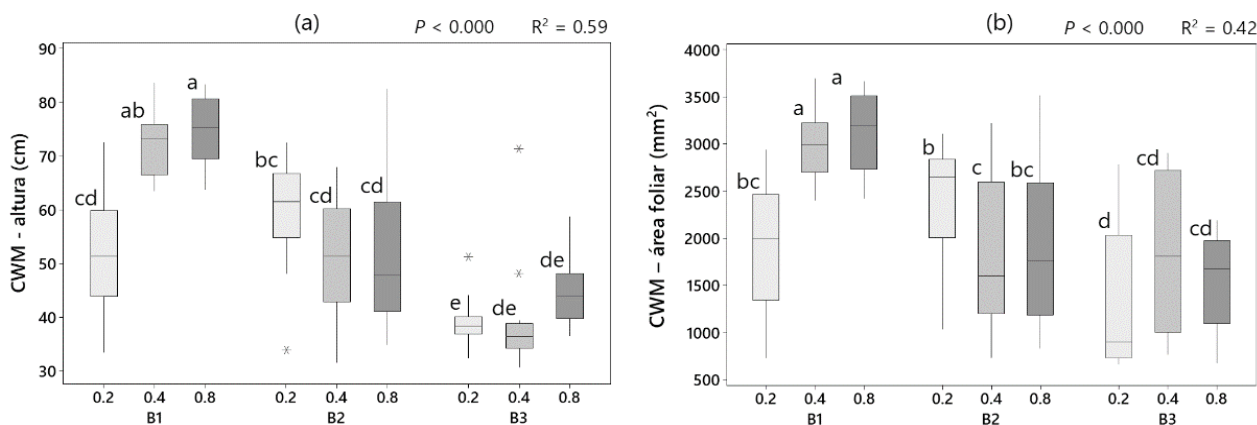 (a) P < 0.000 R² = 0.59
CWM - altura (cm)
90
80
70
60
50
40
30
cd
ab
a
bc
cd
cd
e
de
de
0.2 0.4 0.8 0.2 0.4 0.8 0.2 0.4 0.8
B1 B2 B3
(b) P < 0.000 R² = 0.42
CWM – área foliar (mm²)
4000
3500
3000
2500
2000
1500
1000
500
bc
a
a
b
c
bc
d
cd
cd
0.2 0.4 0.8 0.2 0.4 0.8 0.2 0.4 0.8
B1 B2 B3